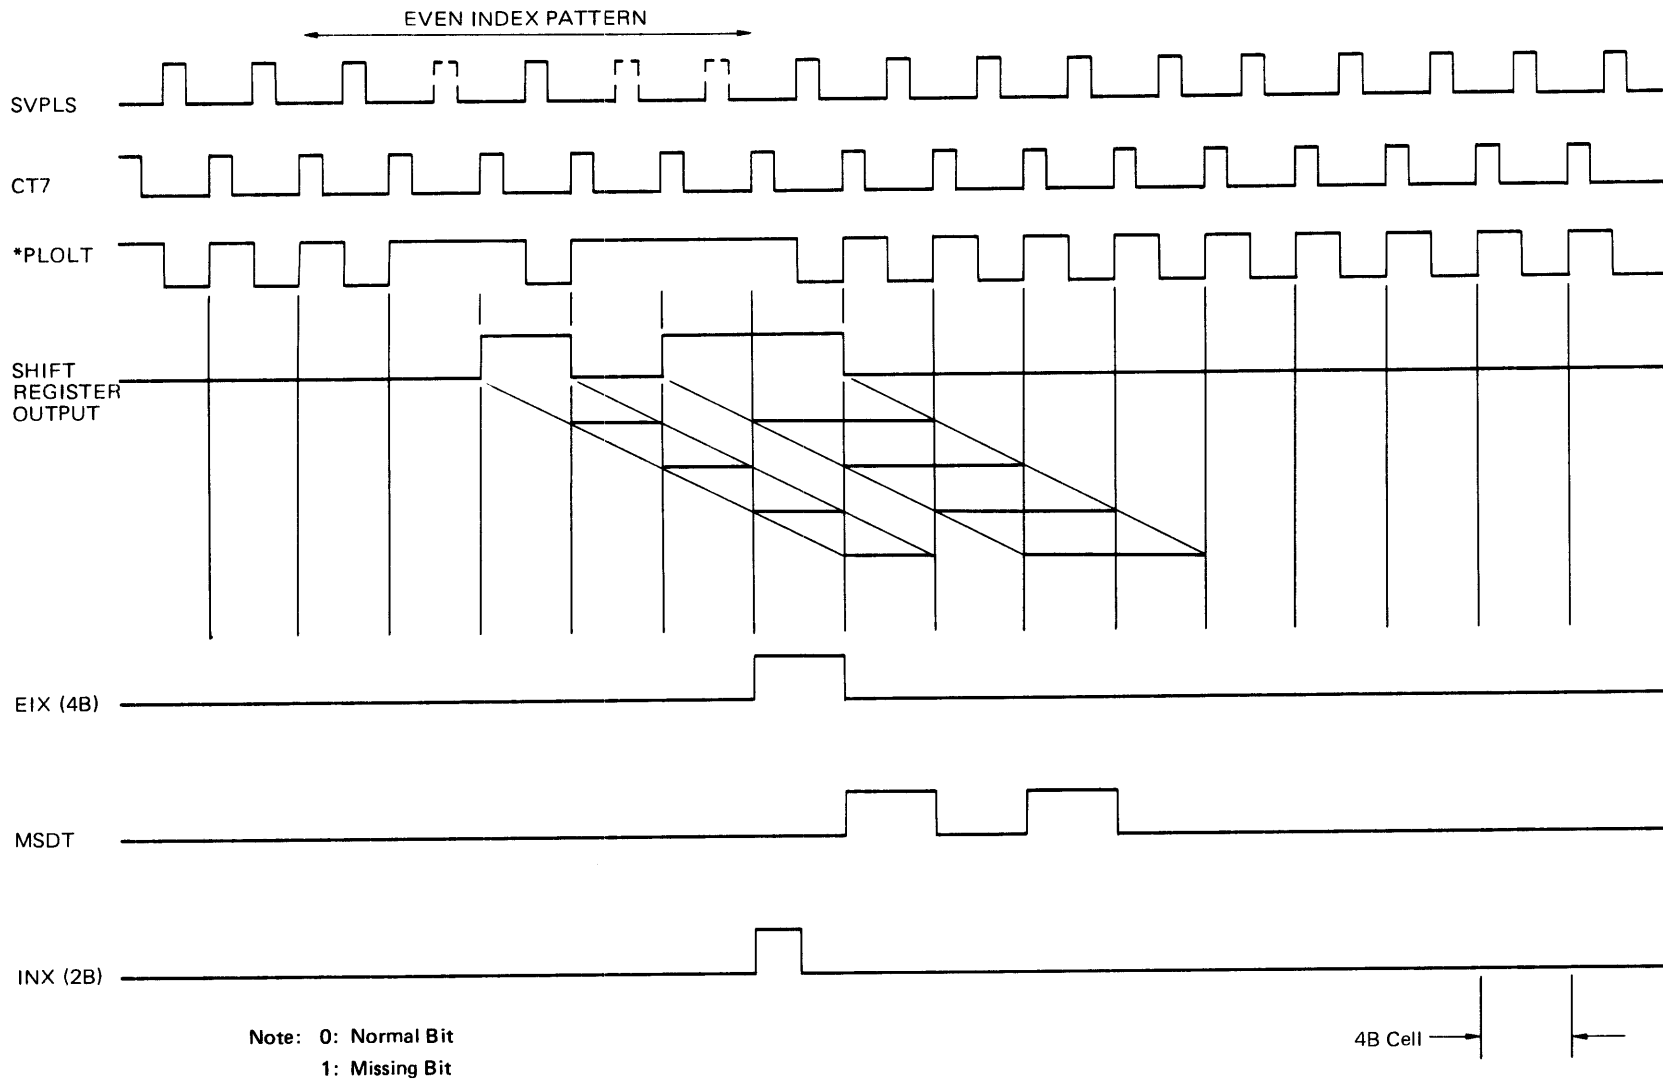 EVEN INDEX PATTERN
SVPLS
CT7
*PLOLT
SHIFT
REGISTER
OUTPUT
EIX (4B)
MSDT
INX (2B)
Note: 0: Normal Bit
1: Missing Bit
4B Cell